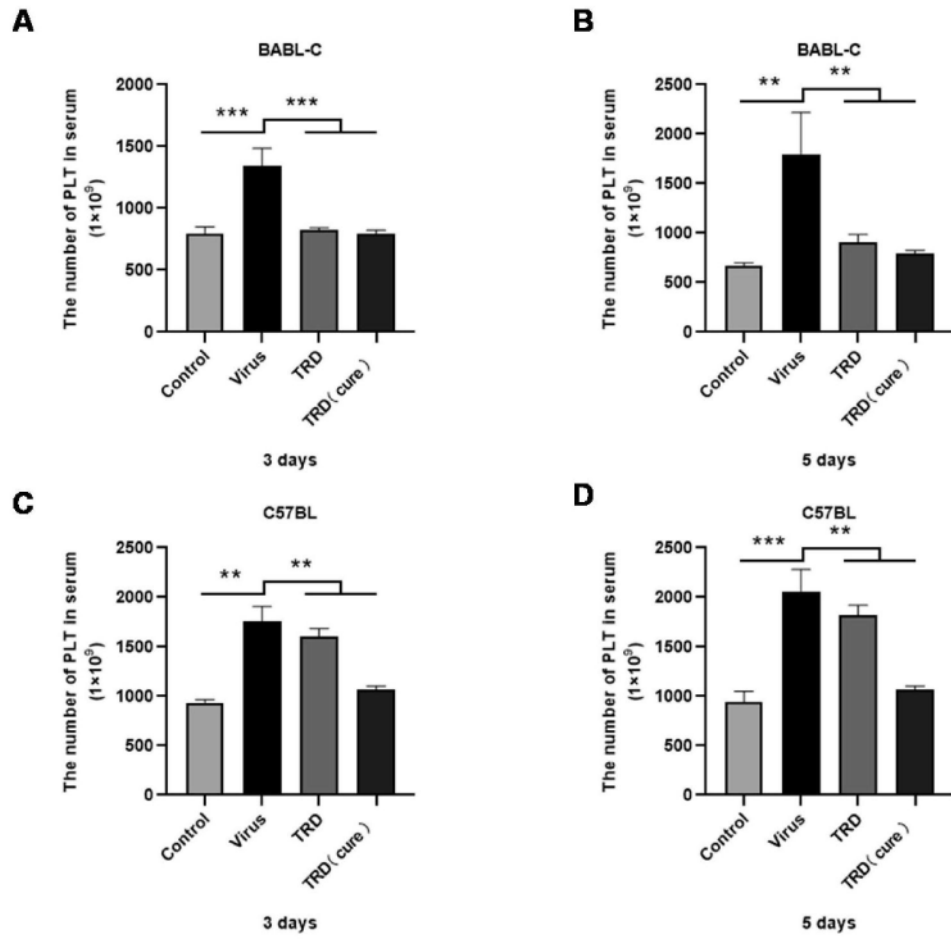 A
BABL-C
The number of PLT in serum
(1×10⁹)
2000
1500
1000
500
0
***
***
Control
Virus
TRD
TRD( cure )
3 days
B
BABL-C
The number of PLT in serum
(1×10⁹)
2500
2000
1500
1000
500
0
**
**
Control
Virus
TRD
TRD( cure )
5 days
C
C57BL
The number of PLT in serum
(1×10⁹)
2500
2000
1500
1000
500
0
**
**
Control
Virus
TRD
TRD( cure )
3 days
D
C57BL
The number of PLT in serum
(1×10⁹)
2500
2000
1500
1000
500
0
***
**
Control
Virus
TRD
TRD( cure )
5 days